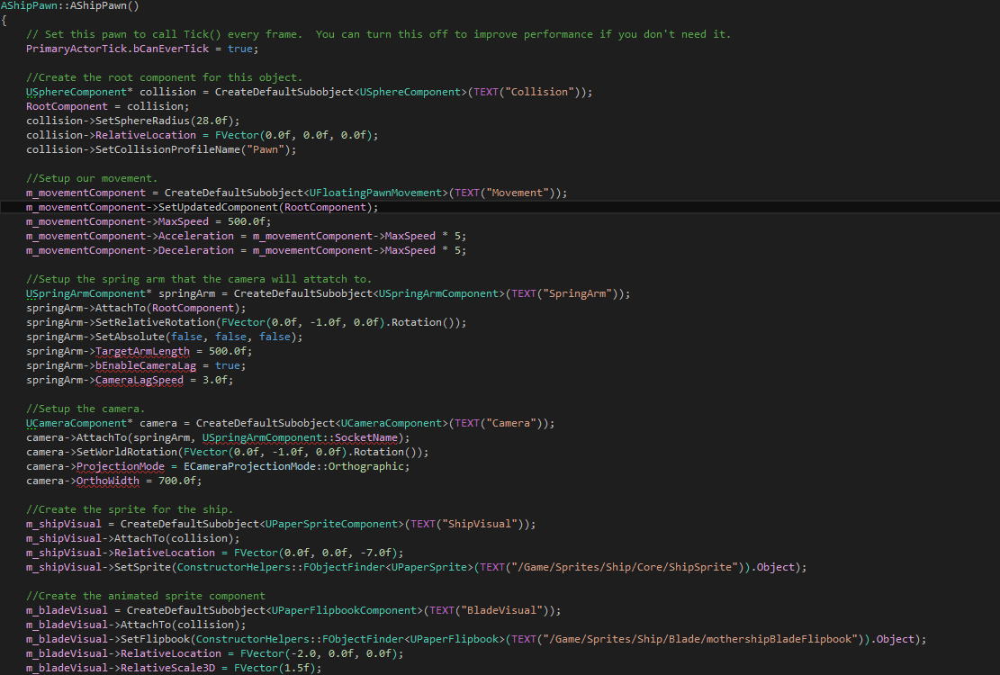 AShipPawn::AShipPawn()
{
// Set this pawn to call Tick() every frame.  You can turn this off to improve performance if you don't need it.
PrimaryActorTick.bCanEverTick = true;
//Create the root component for this object.
USphereComponent* collision = CreateDefaultSubobject<USphereComponent>(TEXT("Collision"));
RootComponent = collision;
collision->SetSphereRadius(28.0f);
collision->RelativeLocation = FVector(0.0f, 0.0f, 0.0f);
collision->SetCollisionProfileName("Pawn");
//Setup our movement.
m_movementComponent = CreateDefaultSubobject<UFloatingPawnMovement>(TEXT("Movement"));
m_movementComponent->SetUpdatedComponent(RootComponent);
m_movementComponent->MaxSpeed = 500.0f;
m_movementComponent->Acceleration = m_movementComponent->MaxSpeed * 5;
m_movementComponent->Deceleration = m_movementComponent->MaxSpeed * 5;
//Setup the spring arm that the camera will attatch to.
USpringArmComponent* springArm = CreateDefaultSubobject<USpringArmComponent>(TEXT("SpringArm"));
springArm->AttachTo(RootComponent);
springArm->SetRelativeRotation(FVector(0.0f, -1.0f, 0.0f).Rotation());
springArm->SetAbsolute(false, false, false);
springArm->TargetArmLength = 500.0f;
springArm->bEnableCameraLag = true;
springArm->CameraLagSpeed = 3.0f;
//Setup the camera.
UCameraComponent* camera = CreateDefaultSubobject<UCameraComponent>(TEXT("Camera"));
camera->AttachTo(springArm, USpringArmComponent::SocketName);
camera->SetWorldRotation(FVector(0.0f, -1.0f, 0.0f).Rotation());
camera->ProjectionMode = ECameraProjectionMode::Orthographic;
camera->OrthoWidth = 700.0f;
//Create the sprite for the ship.
m_shipVisual = CreateDefaultSubobject<UPaperSpriteComponent>(TEXT("ShipVisual"));
m_shipVisual->AttachTo(collision);
m_shipVisual->RelativeLocation = FVector(0.0f, 0.0f, -7.0f);
m_shipVisual->SetSprite(ConstructorHelpers::FObjectFinder<UPaperSprite>(TEXT("/Game/Sprites/Ship/Core/ShipSprite")).Object);
//Create the animated sprite component
m_bladeVisual = CreateDefaultSubobject<UPaperFlipbookComponent>(TEXT("BladeVisual"));
m_bladeVisual->AttachTo(collision);
m_bladeVisual->SetFlipbook(ConstructorHelpers::FObjectFinder<UPaperFlipbook>(TEXT("/Game/Sprites/Ship/Blade/mothershipBladeFlipbook")).Object);
m_bladeVisual->RelativeLocation = FVector(-2.0, 0.0f, 0.0f);
m_bladeVisual->RelativeScale3D = FVector(1.5f);